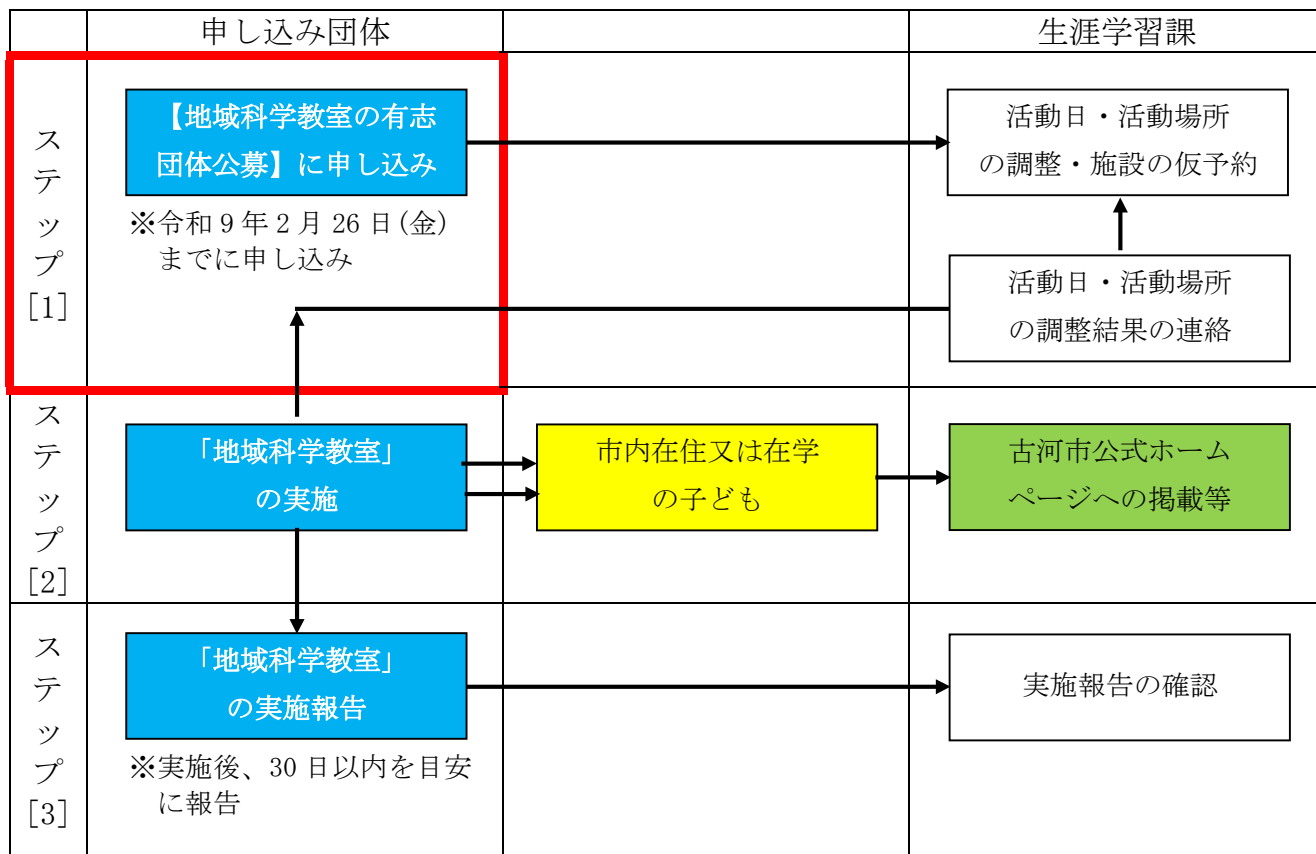 申し込み団体
生涯学習課
ステップ[1]
【地域科学教室の有志
団体公募】に申し込み
※令和9年2月26日(金)
までに申し込み
活動日・活動場所
の調整・施設の仮予約
活動日・活動場所
の調整結果の連絡
ステップ[2]
「地域科学教室」
の実施
市内在住又は在学
の子ども
古河市公式ホーム
ページへの掲載等
ステップ[3]
「地域科学教室」
の実施報告
※実施後、30日以内を目安
に報告
実施報告の確認